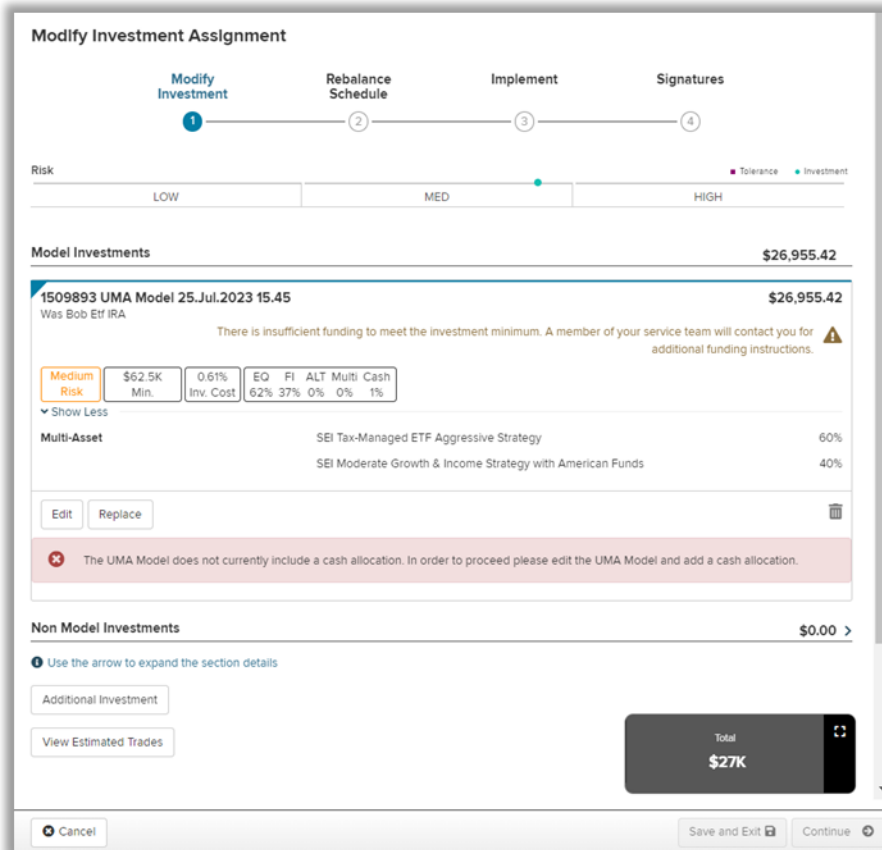 Modify Investment Assignment
Modify
Investment
Rebalance
Schedule
Implement
Signatures
1
2
3
4
Risk
Tolerance
Investment
LOW
MED
HIGH
Model Investments
$26,955.42
1509893 UMA Model 25.Jul.2023 15.45
$26,955.42
Was Bob Etf IRA
There is insufficient funding to meet the investment minimum. A member of your service team will contact you for
additional funding instructions.
Medium
Risk
$62.5K
Min.
0.61%
Inv. Cost
EQ FI ALT Multi Cash
62% 37% 0% 0% 1%
Show Less
Multi-Asset
SEI Tax-Managed ETF Aggressive Strategy
60%
SEI Moderate Growth & Income Strategy with American Funds
40%
Edit
Replace
The UMA Model does not currently include a cash allocation. In order to proceed please edit the UMA Model and add a cash allocation.
Non Model Investments
$0.00
Use the arrow to expand the section details
Additional Investment
View Estimated Trades
Total
$27K
Cancel
Save and Exit
Continue